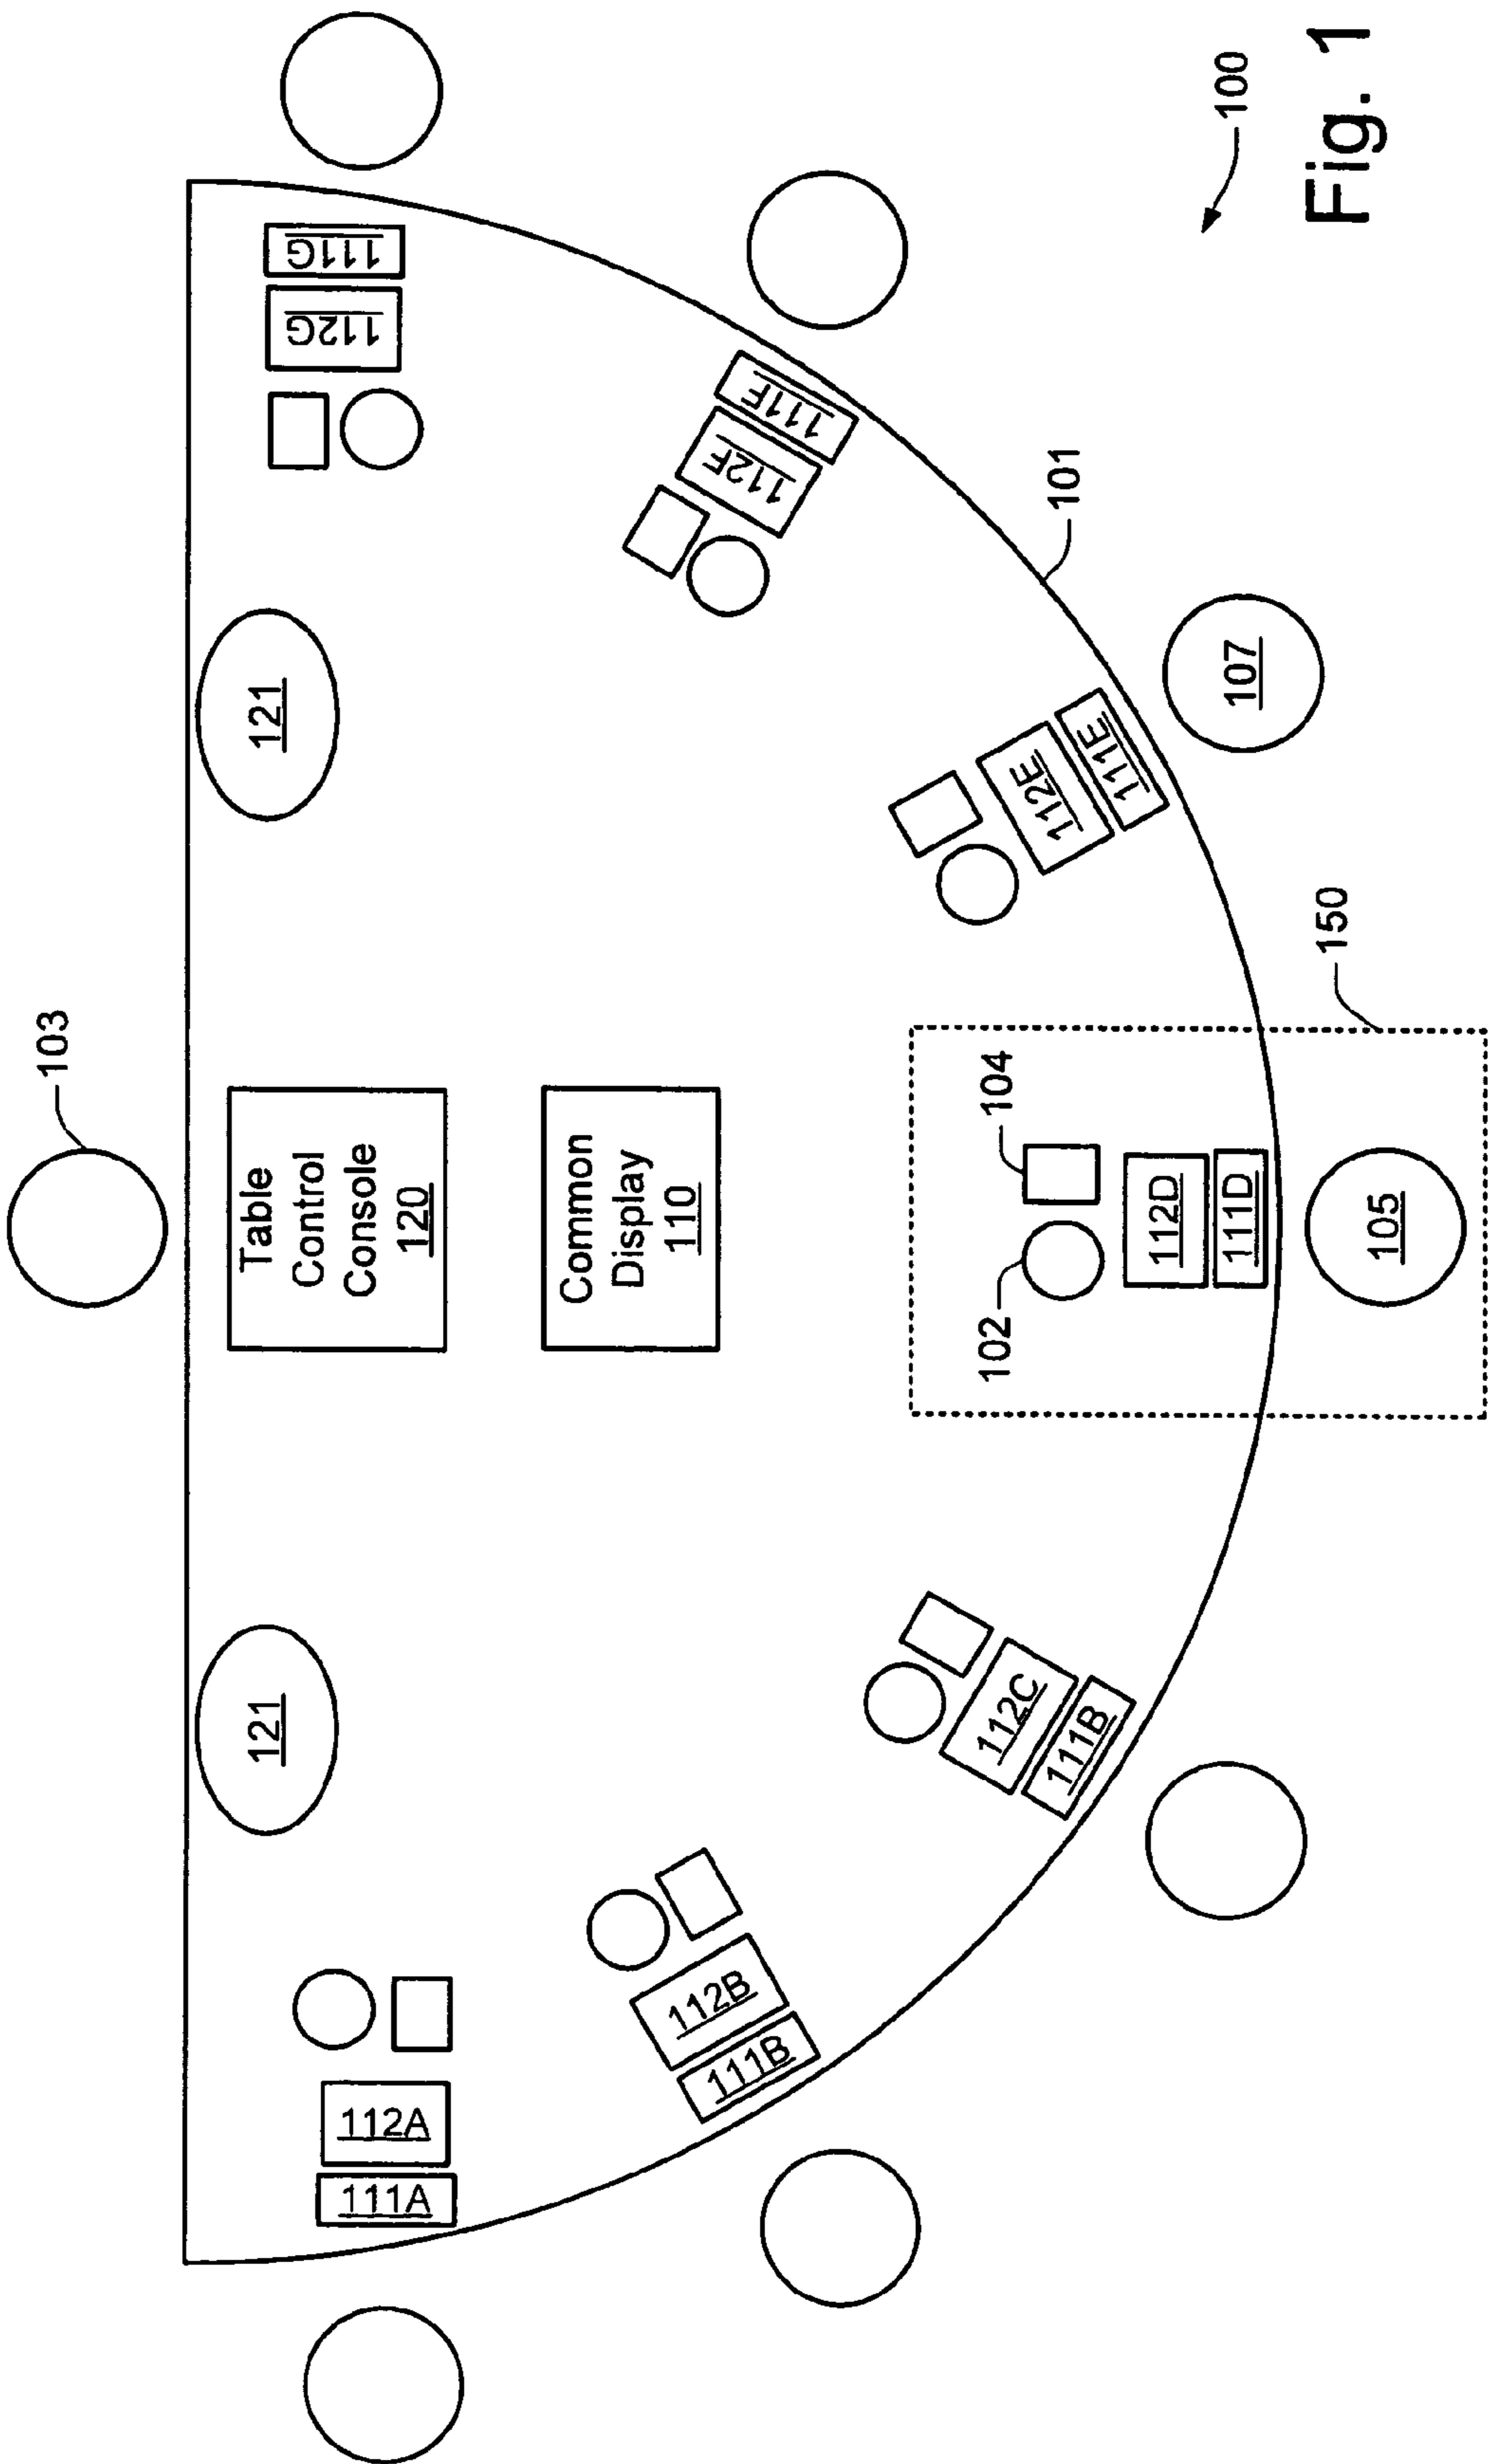 103
Table
Control
Console
120
121
121
Common
Display
110
111A
112A
112G
111G
111B
112B
112F
111F
111B
112C
112E
111E
101
102
104
112D
111D
107
105
150
100
Fig. 1